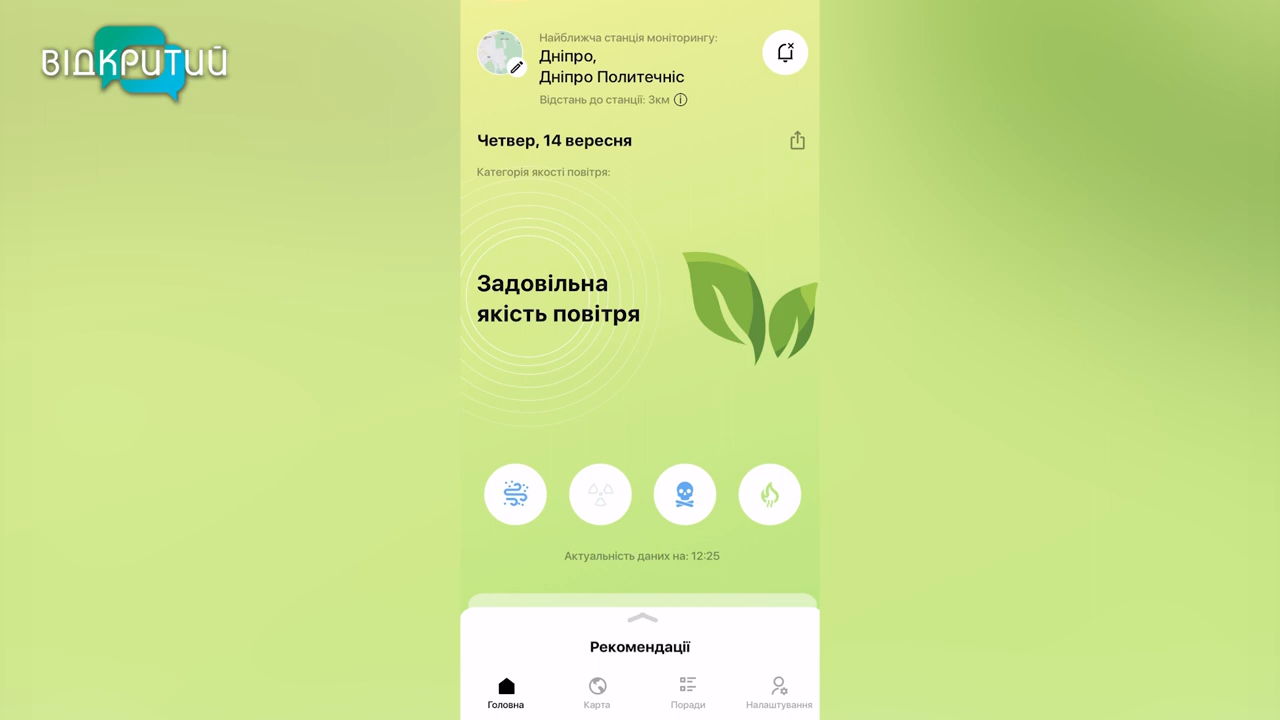 ВІДКРИТИЙ
Найближча станція моніторингу:
Дніпро,
Дніпро Политечніс
Відстань до станції: 3км
Четвер, 14 вересня
Категорія якості повітря:
Задовільна
якість повітря
Актуальність даних на: 12:25
Рекомендації
Головна
Карта
Поради
Налаштування